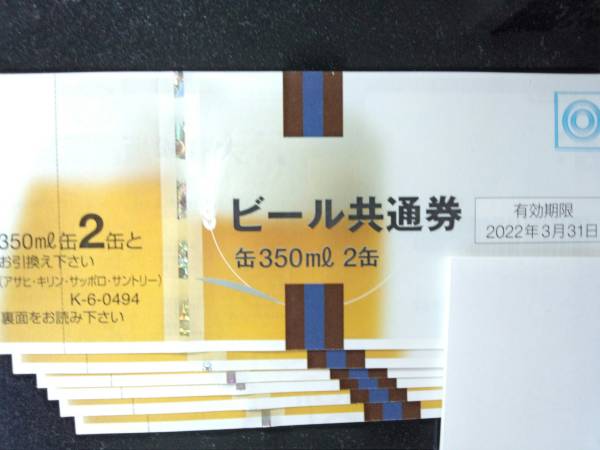 ビール共通券
缶350mℓ 2缶
有効期限
2022年3月31日
350mℓ缶2缶と
お引換え下さい
(アサヒ・キリン・サッポロ・サントリー)
K-6-0494
裏面をお読み下さい